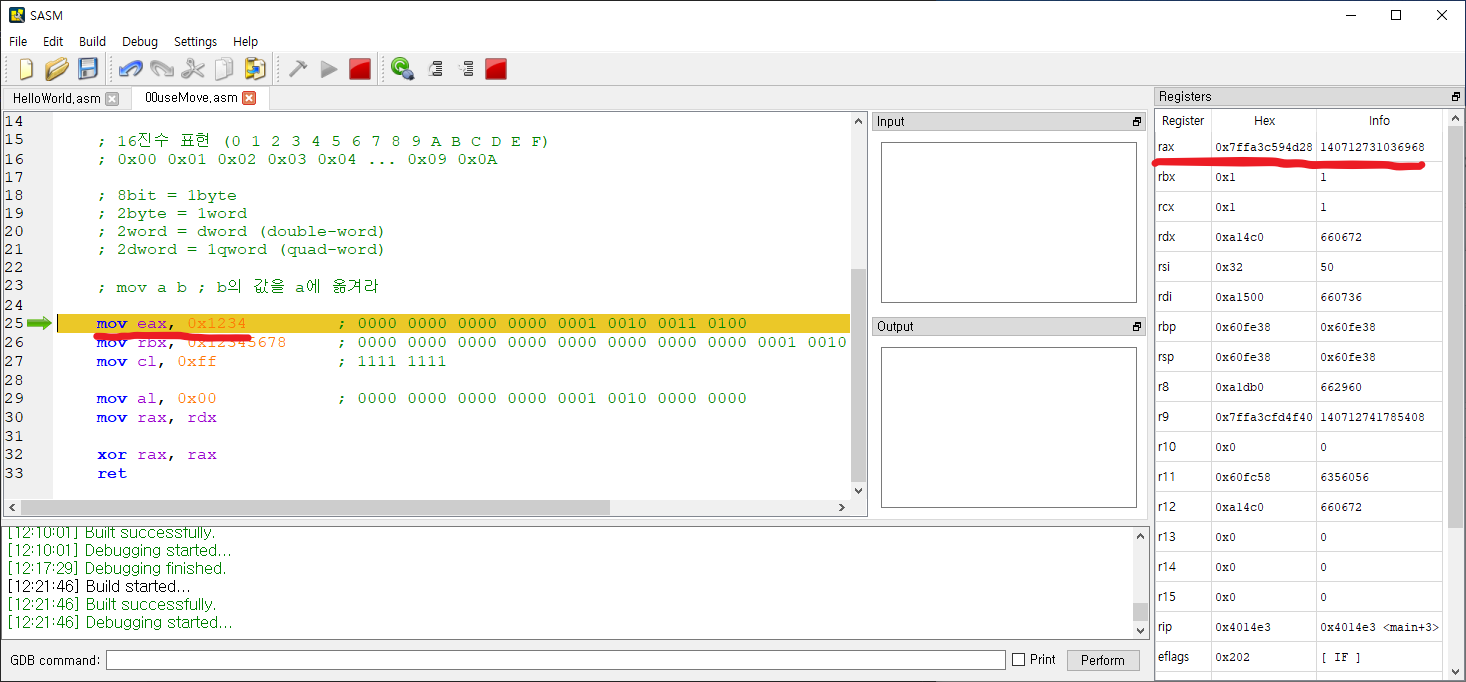 SASM
File Edit Build Debug Settings Help
HelloWorld.asm 00useMove.asm
14
15 ; 16진수 표현 (0 1 2 3 4 5 6 7 8 9 A B C D E F)
16 ; 0x00 0x01 0x02 0x03 0x04 ... 0x09 0x0A
17
18 ; 8bit = 1byte
19 ; 2byte = 1word
20 ; 2word = dword (double-word)
21 ; 2dword = 1qword (quad-word)
22
23 ; mov a b ; b의 값을 a에 옮겨라
24
25 mov eax, 0x1234 ; 0000 0000 0000 0000 0001 0010 0011 0100
26 mov rbx, 0x12345678 ; 0000 0000 0000 0000 0000 0000 0000 0000 0001 0010
27 mov cl, 0xff ; 1111 1111
28
29 mov al, 0x00 ; 0000 0000 0000 0000 0001 0010 0000 0000
30 mov rax, rdx
31
32 xor rax, rax
33 ret
Input
Output
Registers
Register Hex Info
rax 0x7ffa3c594d28 140712731036968
rbx 0x1 1
rcx 0x1 1
rdx 0xa14c0 660672
rsi 0x32 50
rdi 0xa1500 660736
rbp 0x60fe38 0x60fe38
rsp 0x60fe38 0x60fe38
r8 0xa1db0 662960
r9 0x7ffa3cfd4f40 140712741785408
r10 0x0 0
r11 0x60fc58 6356056
r12 0xa14c0 660672
r13 0x0 0
r14 0x0 0
r15 0x0 0
rip 0x4014e3 0x4014e3 <main+3>
eflags 0x202 [ IF ]
[12:10:01] Built successfully.
[12:10:01] Debugging started...
[12:17:29] Debugging finished.
[12:21:46] Build started...
[12:21:46] Built successfully.
[12:21:46] Debugging started...
GDB command: Print Perform